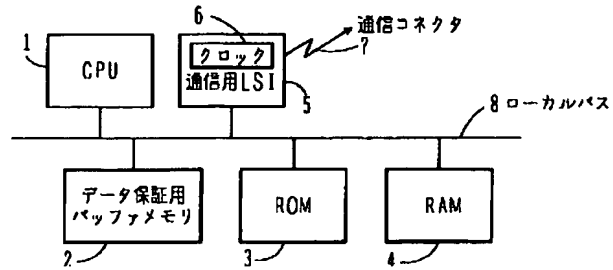 6
通信コネクタ
7
1
CPU
クロック
通信用LSI
5
8 ローカルバス
データ保証用
バッファメモリ
2
ROM
3
RAM
4